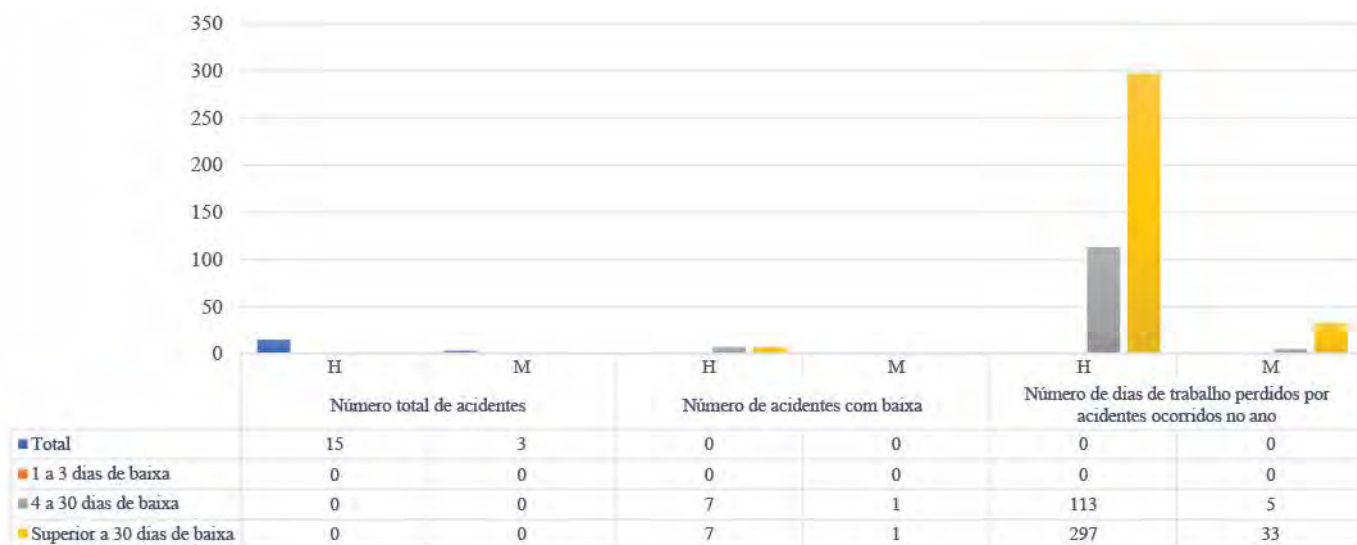 350
300
250
200
150
100
50
0
H M H M H M
Número total de acidentes Número de acidentes com baixa Número de dias de trabalho perdidos por
acidentes ocorridos no ano
Total 15 3 0 0 0 0
1 a 3 dias de baixa 0 0 0 0 0 0
4 a 30 dias de baixa 0 0 7 1 113 5
Superior a 30 dias de baixa 0 0 7 1 297 33